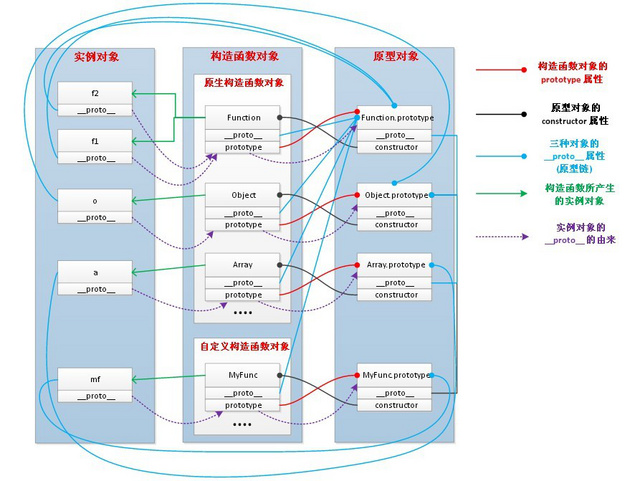 实例对象
构造函数对象
原型对象
原生构造函数对象
f2
__proto__
f1
__proto__
o
__proto__
a
__proto__
mf
__proto__
Function
__proto__
prototype
Object
__proto__
prototype
Array
__proto__
prototype
••••
自定义构造函数对象
MyFunc
__proto__
prototype
••••
Function.prototype
__proto__
constructor
Object.prototype
__proto__
constructor
Array.prototype
__proto__
constructor
MyFunc.prototype
__proto__
constructor
构造函数对象的
prototype 属性
原型对象的
constructor 属性
三种对象的
__proto__属性
(原型链)
构造函数所产生
的实例对象
实例对象的
__proto__的由来